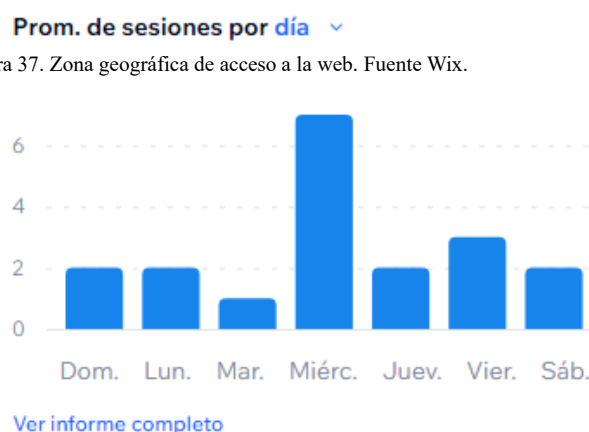 Prom. de sesiones por día
ra 37. Zona geográfica de acceso a la web. Fuente Wix.
6
4
2
0
Dom. Lun. Mar. Miérc. Juev. Vier. Sáb.
Ver informe completo